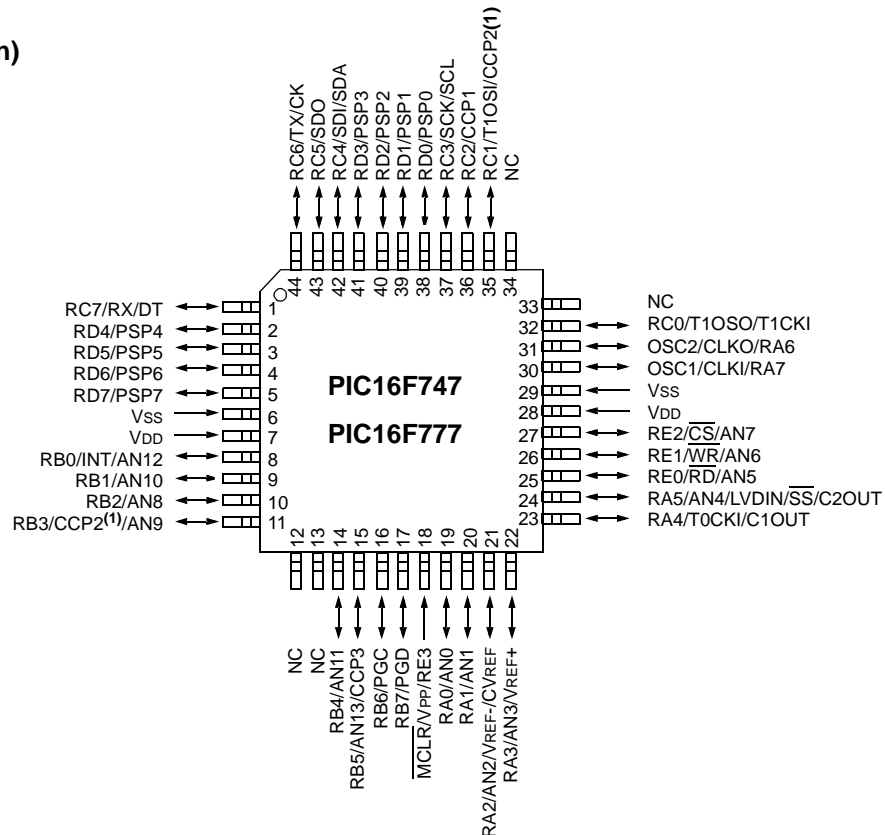 n)
RC6/TX/CK
RC5/SDO
RC4/SDI/SDA
RD3/PSP3
RD2/PSP2
RD1/PSP1
RD0/PSP0
RC3/SCK/SCL
RC2/CCP1
RC1/T1OSI/CCP2(1)
NC
44
43
42
41
40
39
38
37
36
35
34
RC7/RX/DT 1
RD4/PSP4 2
RD5/PSP5 3
RD6/PSP6 4
RD7/PSP7 5
VSS 6
VDD 7
RB0/INT/AN12 8
RB1/AN10 9
RB2/AN8 10
RB3/CCP2(1)/AN9 11
PIC16F747
PIC16F777
33 NC
32 RC0/T1OSO/T1CKI
31 OSC2/CLKO/RA6
30 OSC1/CLKI/RA7
29 VSS
28 VDD
27 RE2/CS/AN7
26 RE1/WR/AN6
25 RE0/RD/AN5
24 RA5/AN4/LVDIN/SS/C2OUT
23 RA4/T0CKI/C1OUT
12
13
14
15
16
17
18
19
20
21
22
NC
NC
RB4/AN11
RB5/AN13/CCP3
RB6/PGC
RB7/PGD
MCLR/VPP/RE3
RA0/AN0
RA1/AN1
RA2/AN2/VREF-/CVREF
RA3/AN3/VREF+